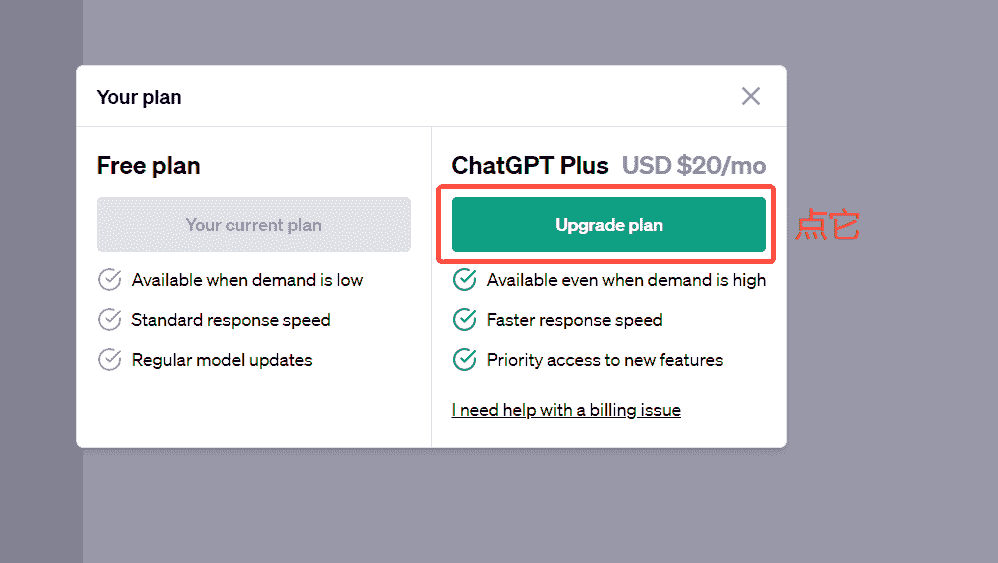 Your plan
Free plan
Your current plan
Available when demand is low
Standard response speed
Regular model updates
ChatGPT Plus USD $20/mo
Upgrade plan
点它
Available even when demand is high
Faster response speed
Priority access to new features
I need help with a billing issue